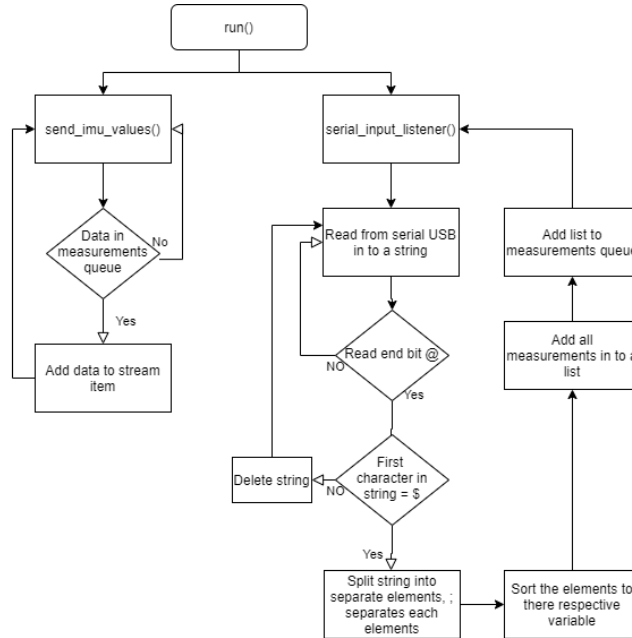 run()
send_imu_values()
serial_input_listener()
Data in
measurements
queue
No
Yes
Add data to stream
item
Read from serial USB
in to a string
Read end bit @
NO
Yes
First
character in
string = $
NO
Delete string
Yes
Split string into
separate elements, ;
separates each
elements
Sort the elements to
there respective
variable
Add all
measurements in to a
list
Add list to
measurements queue